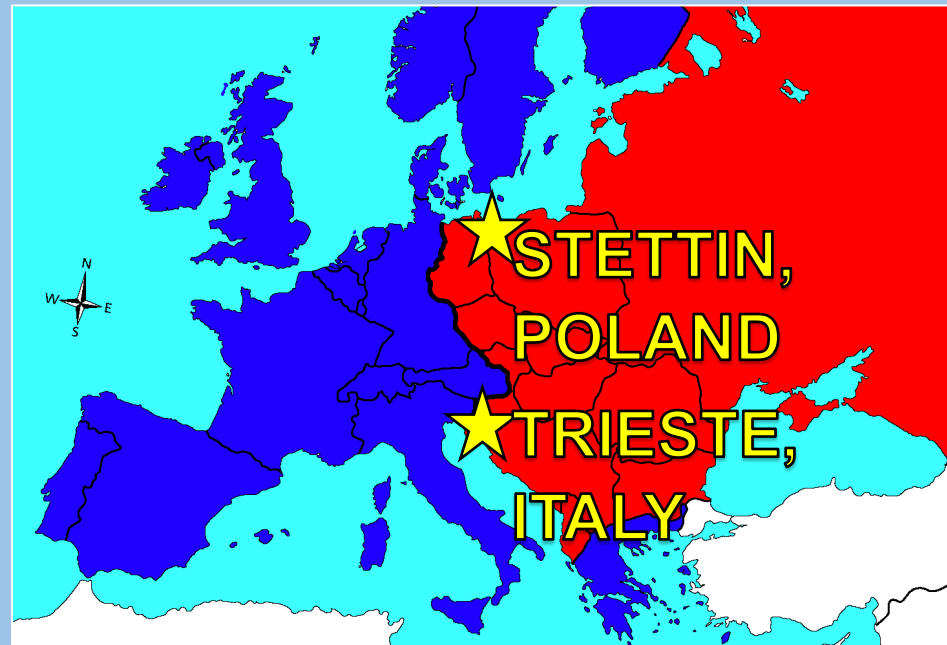 N
W E
S
STETTIN,
POLAND
TRIESTE,
ITALY